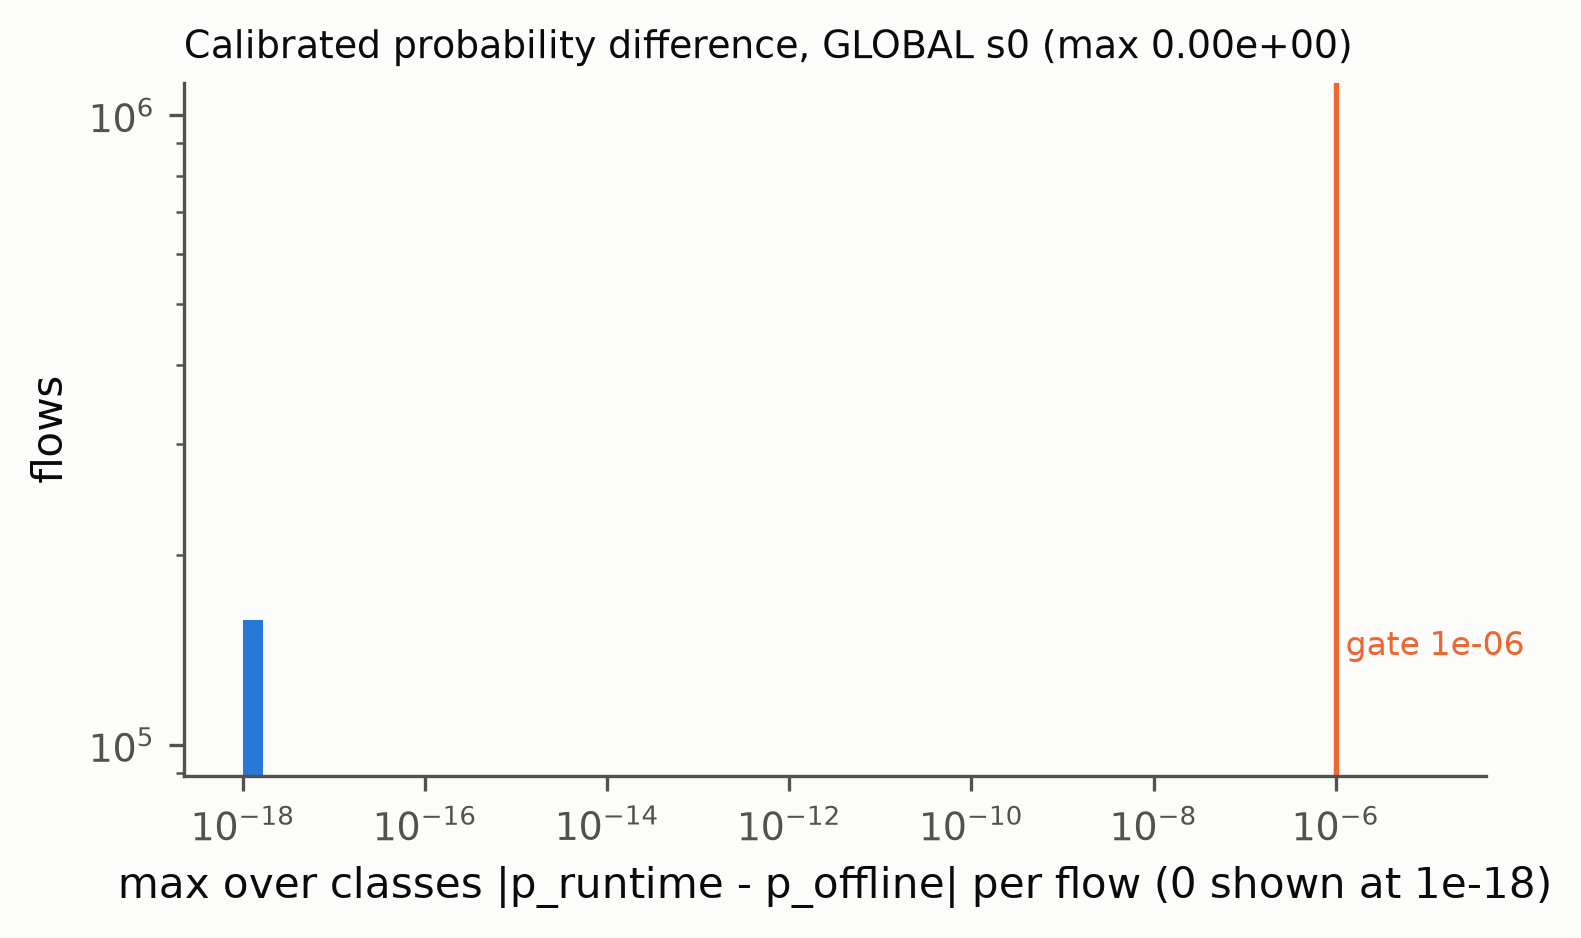 Calibrated probability difference, GLOBAL s0 (max 0.00e+00)
10⁶
flows
gate 1e-06
10⁵
10⁻¹⁸ 10⁻¹⁶ 10⁻¹⁴ 10⁻¹² 10⁻¹⁰ 10⁻⁸ 10⁻⁶
max over classes |p_runtime - p_offline| per flow (0 shown at 1e-18)